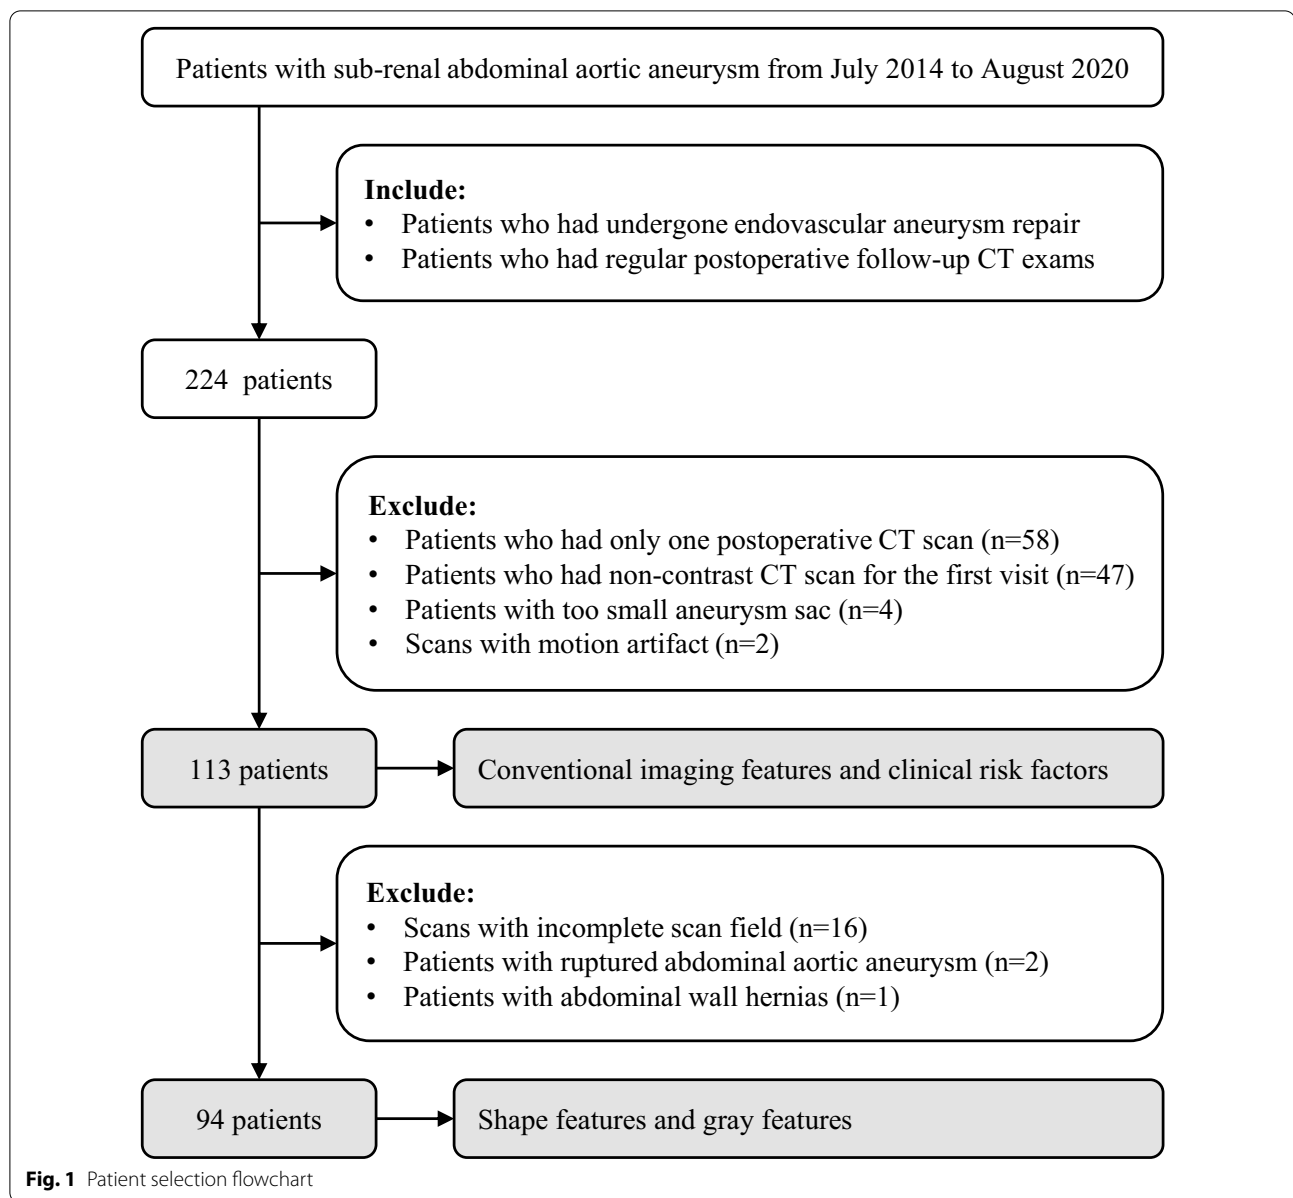 Patients with sub-renal abdominal aortic aneurysm from July 2014 to August 2020
Include:
• Patients who had undergone endovascular aneurysm repair
• Patients who had regular postoperative follow-up CT exams
224 patients
Exclude:
• Patients who had only one postoperative CT scan (n=58)
• Patients who had non-contrast CT scan for the first visit (n=47)
• Patients with too small aneurysm sac (n=4)
• Scans with motion artifact (n=2)
113 patients
Conventional imaging features and clinical risk factors
Exclude:
• Scans with incomplete scan field (n=16)
• Patients with ruptured abdominal aortic aneurysm (n=2)
• Patients with abdominal wall hernias (n=1)
94 patients
Shape features and gray features
Fig. 1 Patient selection flowchart